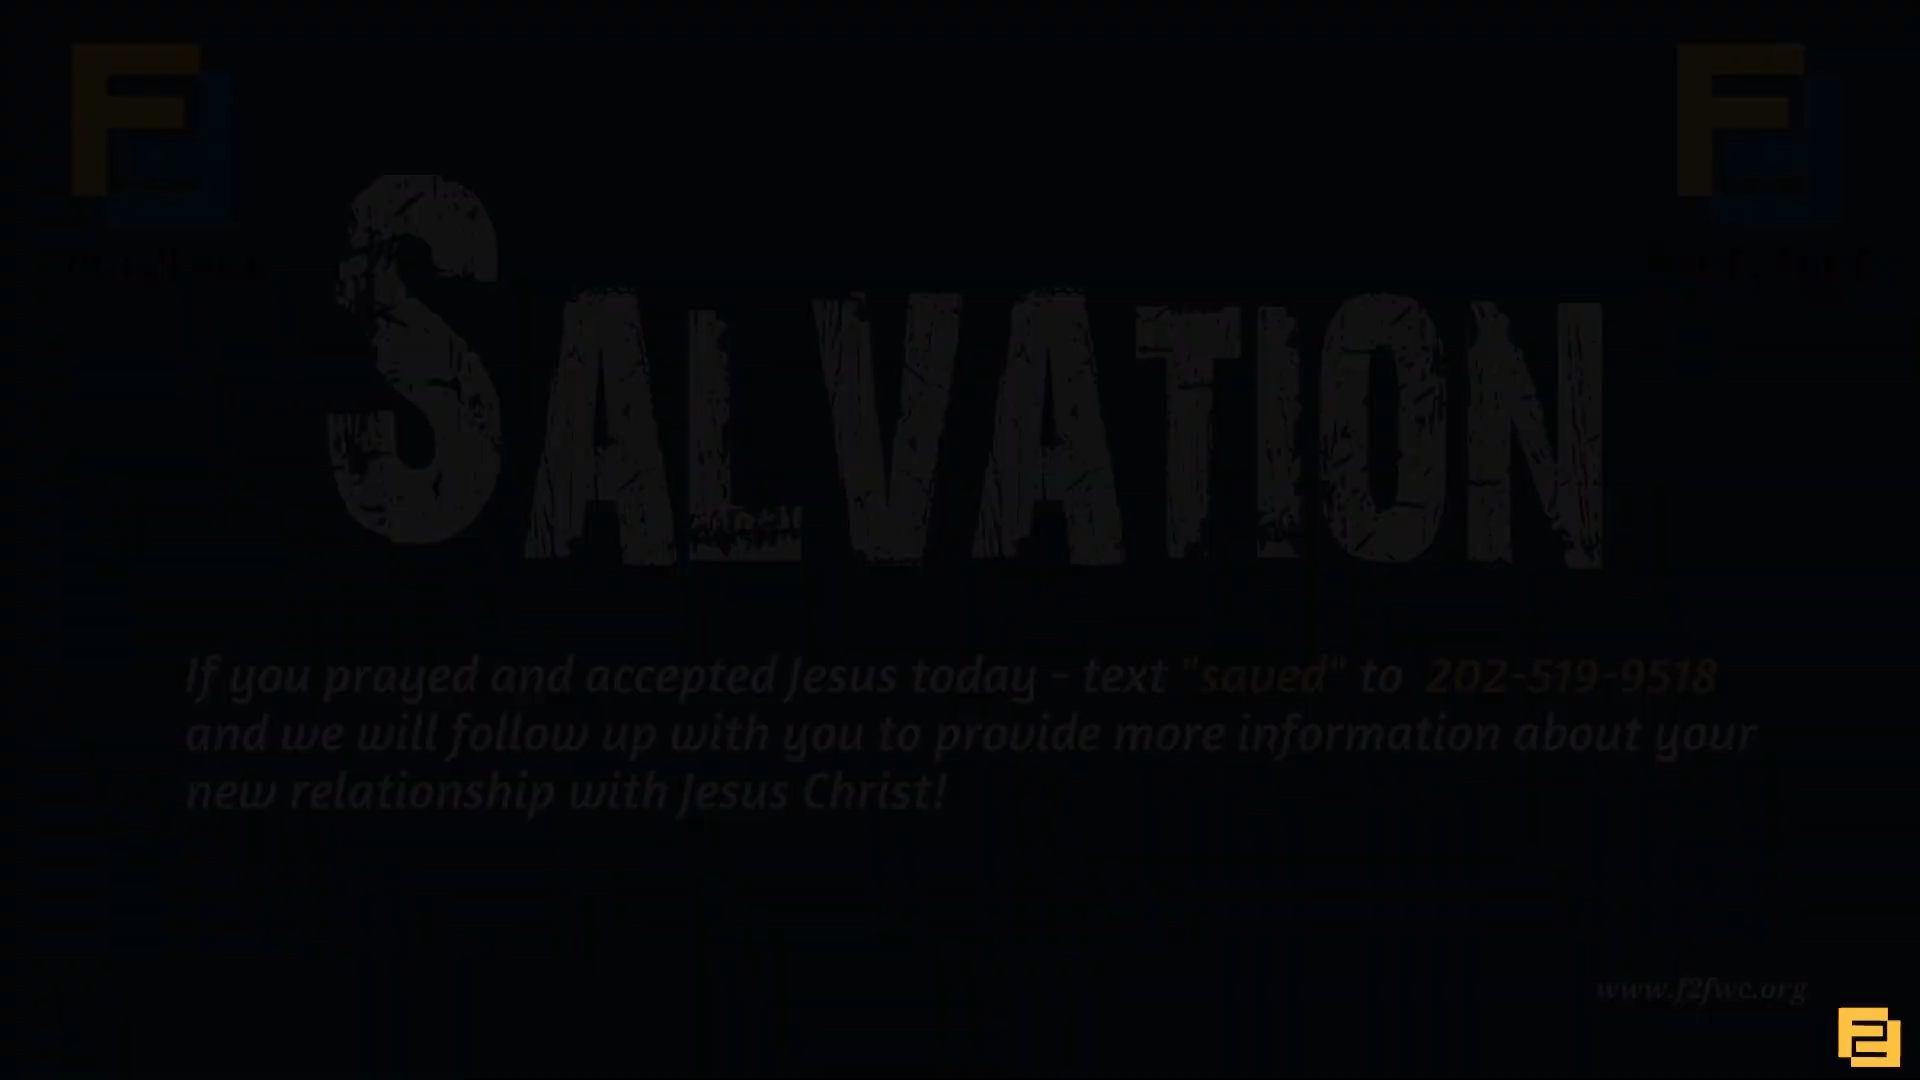 SALVATION
If you prayed and accepted Jesus today - text "saved" to 202-519-9518
and we will follow up with you to provide more information about your
new relationship with Jesus Christ!
www.f2fwc.org